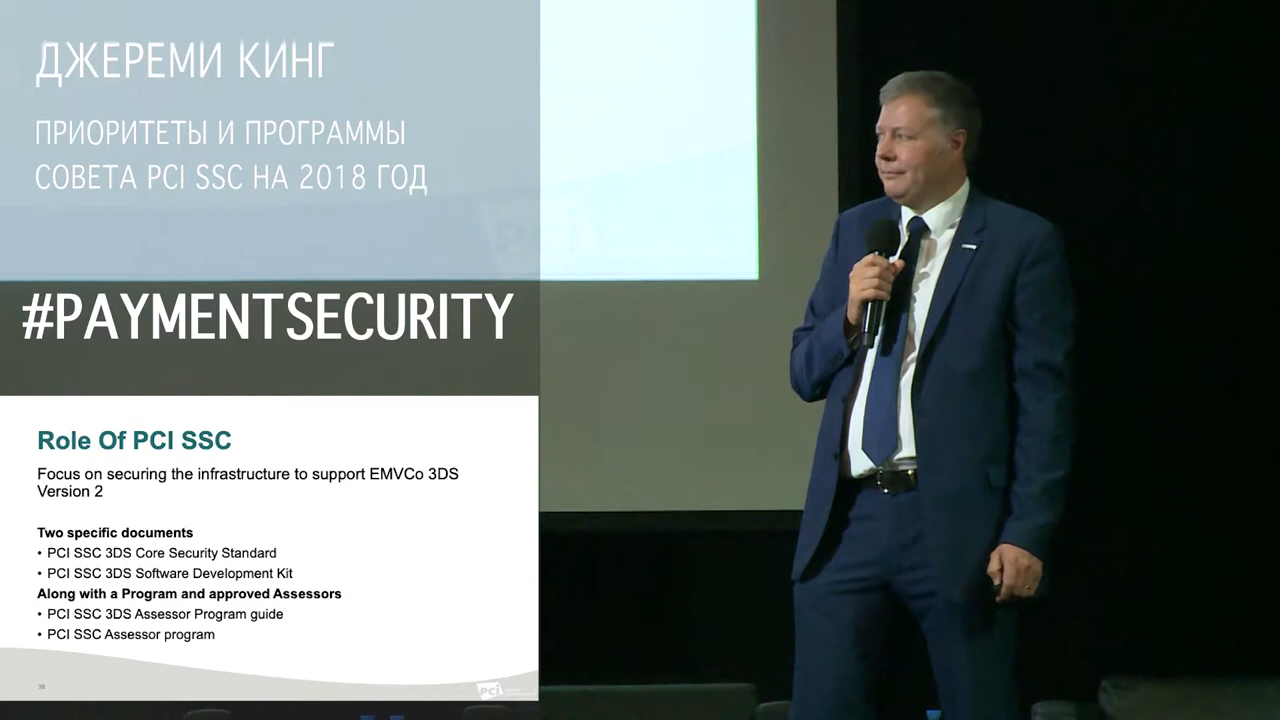 ДЖЕРЕМИ КИНГ
ПРИОРИТЕТЫ И ПРОГРАММЫ
СОВЕТА PCI SSC НА 2018 ГОД
PCi
#PAYMENTSECURITY
Role Of PCI SSC
Focus on securing the infrastructure to support EMVCo 3DS
Version 2
Two specific documents
• PCI SSC 3DS Core Security Standard
• PCI SSC 3DS Software Development Kit
Along with a Program and approved Assessors
• PCI SSC 3DS Assessor Program guide
• PCI SSC Assessor program
38
PCi